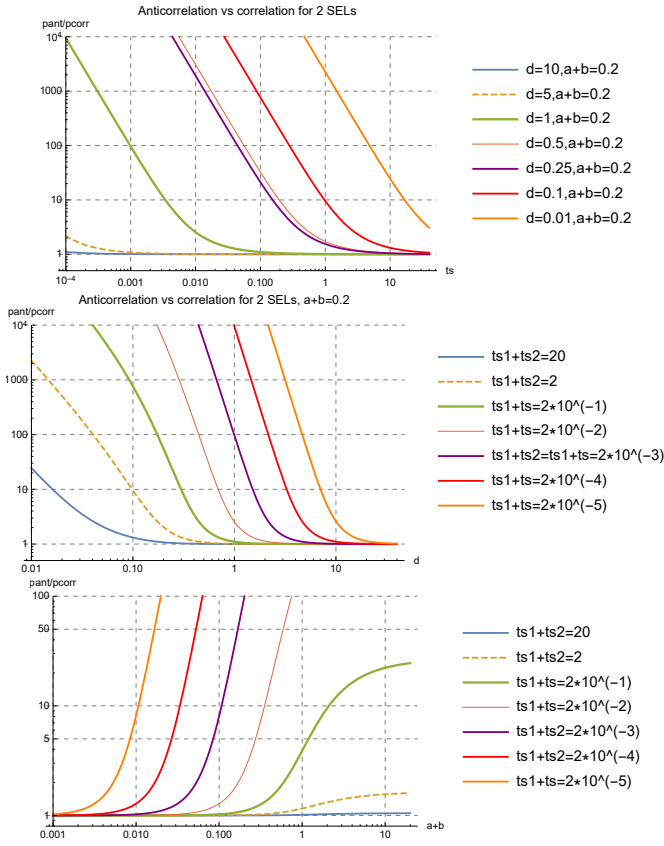 Anticorrelation vs correlation for 2 SELs
pant/pcorr
10^4
1000
100
10
1
10^-4
0.001
0.010
0.100
1
10
ts
d=10,a+b=0.2
d=5,a+b=0.2
d=1,a+b=0.2
d=0.5,a+b=0.2
d=0.25,a+b=0.2
d=0.1,a+b=0.2
d=0.01,a+b=0.2
Anticorrelation vs correlation for 2 SELs, a+b=0.2
pant/pcorr
10^4
1000
100
10
1
0.01
0.10
1
10
d
ts1+ts2=20
ts1+ts2=2
ts1+ts=2*10^(-1)
ts1+ts=2*10^(-2)
ts1+ts2=ts1+ts=2*10^(-3)
ts1+ts=2*10^(-4)
ts1+ts=2*10^(-5)
pant/pcorr
100
50
10
5
1
0.001
0.010
0.100
1
10
a+b
ts1+ts2=20
ts1+ts2=2
ts1+ts=2*10^(-1)
ts1+ts=2*10^(-2)
ts1+ts2=2*10^(-3)
ts1+ts2=2*10^(-4)
ts1+ts=2*10^(-5)